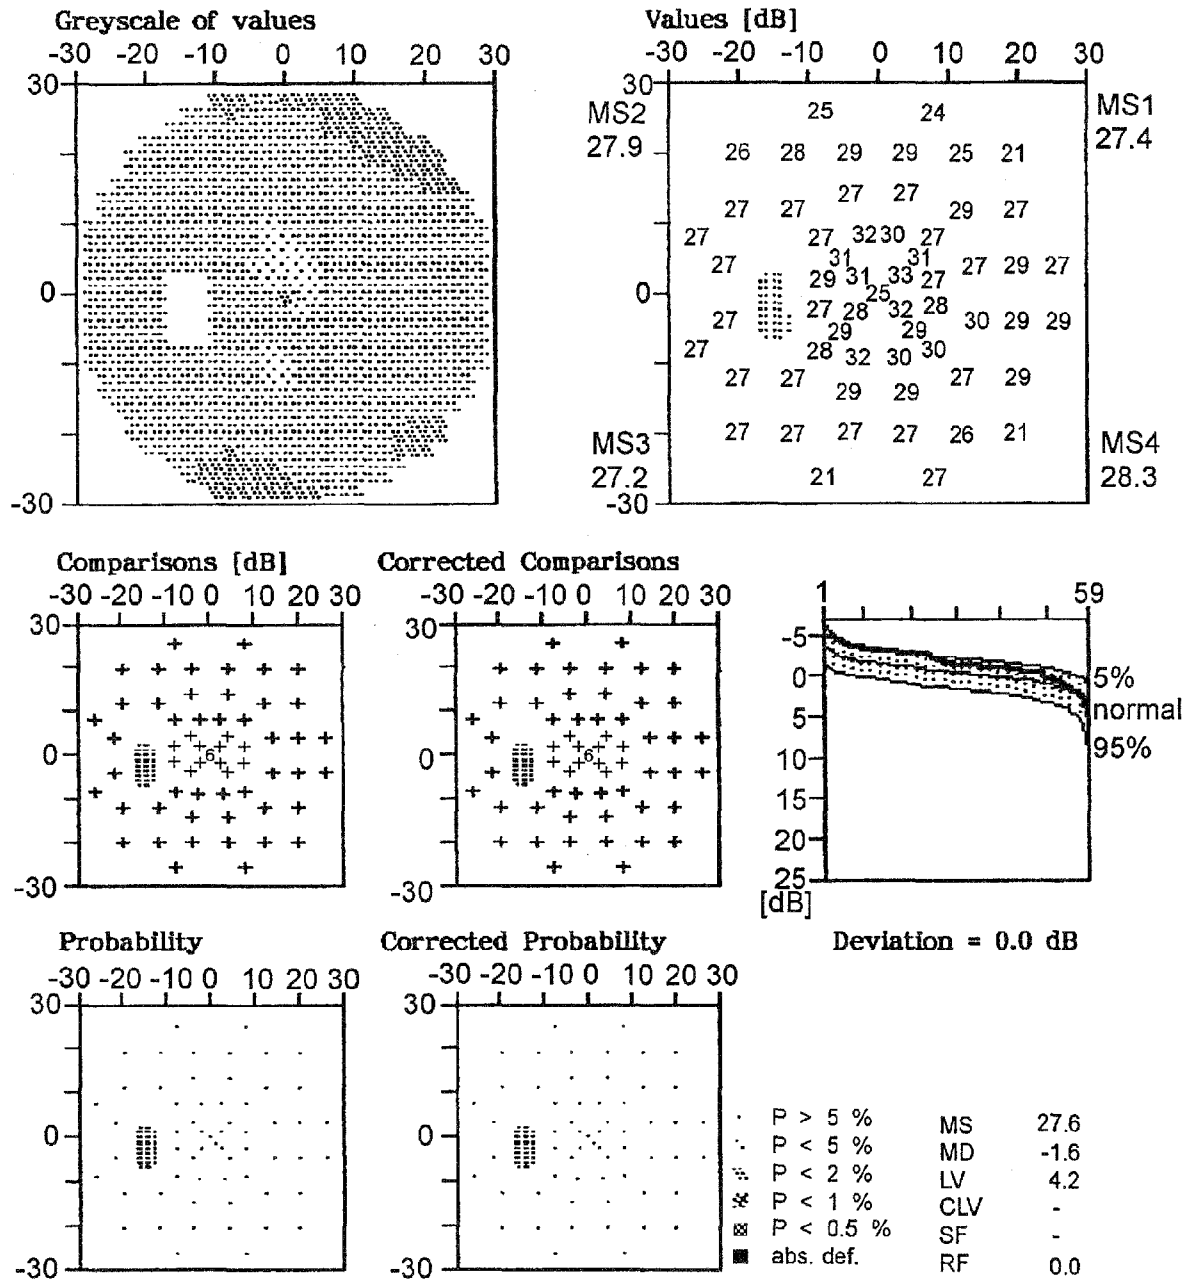 Greyscale of values
-30 -20 -10 0 10 20 30
30
0
-30
Values [dB]
-30 -20 -10 0 10 20 30
30
0
-30
MS2
27.9
MS1
27.4
MS3
27.2
MS4
28.3
25 24
26 28 29 29 25 21
27 27
27 27 29 27
27 27 32 30 27
27 31 31 27 29 27
29 31 33 27
25
27 28 32 28
27 29 29 30 29 29
27 28 32 30 30
27 27 27 29
29 29
27 27 27 27 26 21
21 27
Comparisons [dB]
-30 -20 -10 0 10 20 30
30
0
-30
6
Corrected Comparisons
-30 -20 -10 0 10 20 30
30
0
-30
6
1 59
-5
0
5
10
15
20
25
[dB]
5%
normal
95%
Deviation = 0.0 dB
Probability
-30 -20 -10 0 10 20 30
30
0
-30
Corrected Probability
-30 -20 -10 0 10 20 30
30
0
-30
P > 5 %
P < 5 %
P < 2 %
P < 1 %
P < 0.5 %
abs. def.
MS 27.6
MD -1.6
LV 4.2
CLV -
SF -
RF 0.0